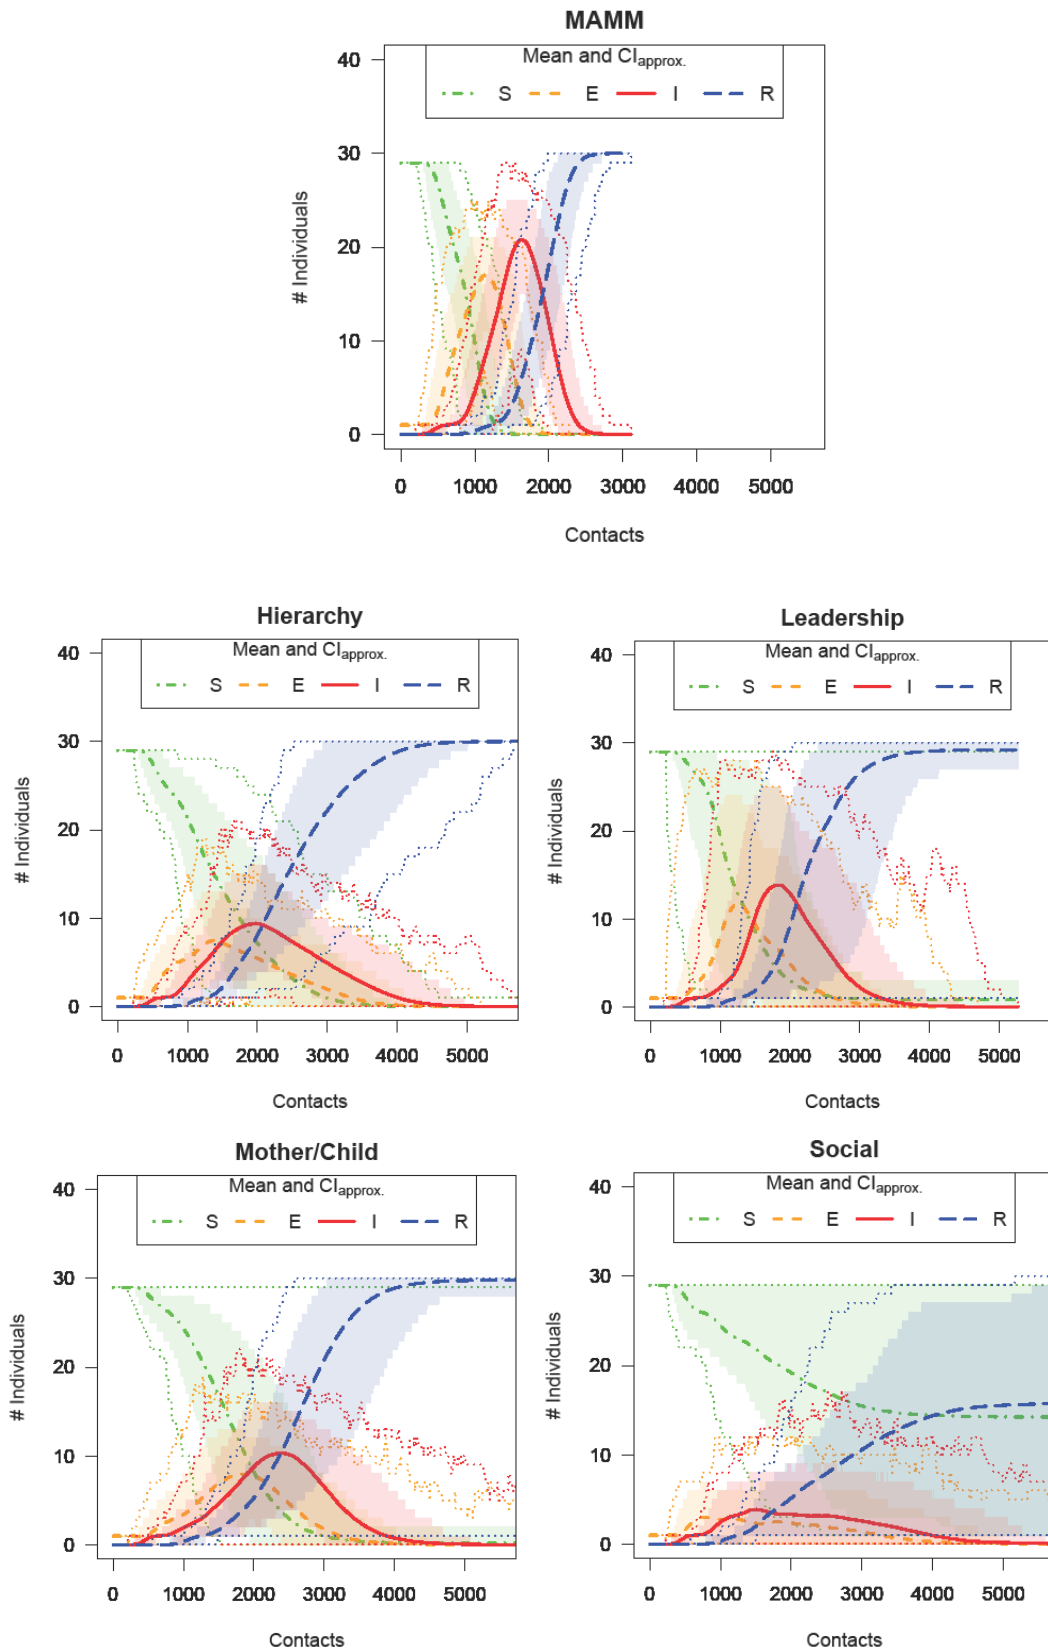 MAMM
Mean and CIapprox.
S E I R
# Individuals
40
30
20
10
0
0 1000 2000 3000 4000 5000
Contacts
Hierarchy
Mean and CIapprox.
S E I R
# Individuals
40
30
20
10
0
0 1000 2000 3000 4000 5000
Contacts
Leadership
Mean and CIapprox.
S E I R
# Individuals
40
30
20
10
0
0 1000 2000 3000 4000 5000
Contacts
Mother/Child
Mean and CIapprox.
S E I R
# Individuals
40
30
20
10
0
0 1000 2000 3000 4000 5000
Contacts
Social
Mean and CIapprox.
S E I R
# Individuals
40
30
20
10
0
0 1000 2000 3000 4000 5000
Contacts